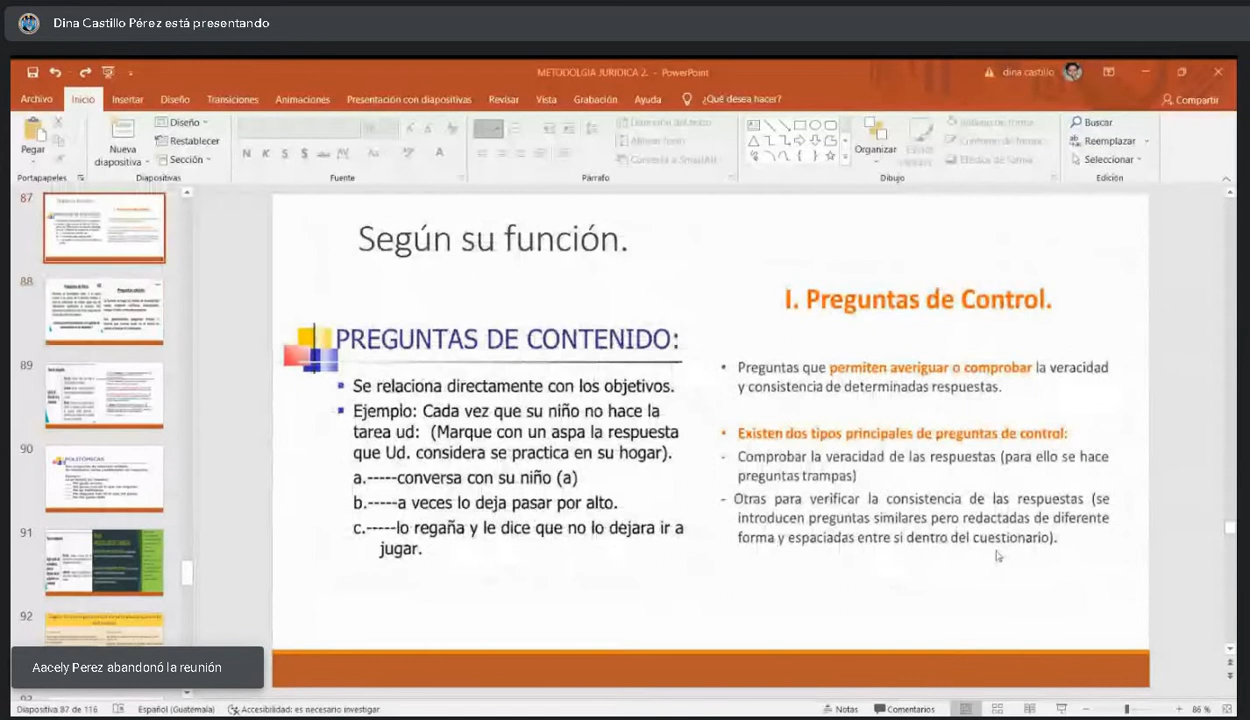 Dina Castillo Pérez está presentando
METODOLGIA JURIDICA 2. - PowerPoint
dina castillo
Archivo Inicio Insertar Diseño Transiciones Animaciones Presentación con diapositivas Revisar Vista Grabación Ayuda ¿Qué desea hacer? Compartir
Pegar
Nueva
diapositiva
Diseño
Restablecer
Sección
Organizar
Buscar
Reemplazar
Seleccionar
Portapapeles Diapositivas Fuente Párrafo Dibujo Edición
87
88
89
90
91
92
Según su función.
PREGUNTAS DE CONTENIDO:
Se relaciona directamente con los objetivos.
Ejemplo: Cada vez que su niño no hace la
tarea ud: (Marque con un aspa la respuesta
que Ud. considera se practica en su hogar).
a.-----conversa con su niño (a)
b.-----a veces lo deja pasar por alto.
c.----lo regaña y le dice que no lo dejara ir a
jugar.
I. Preguntas de Control.
• Preguntas que permiten averiguar o comprobar la veracidad
y consistencia de determinadas respuestas.
• Existen dos tipos principales de preguntas de control:
- Comprobar la veracidad de las respuestas (para ello se hace
preguntas trampas)
- Otras para verificar la consistencia de las respuestas (se
introducen preguntas similares pero redactadas de diferente
forma y espaciadas entre si dentro del cuestionario).
Aacely Perez abandonó la reunión
Diapositiva 87 de 116 Español (Guatemala) Accesibilidad: es necesario investigar Notas Comentarios 86 %